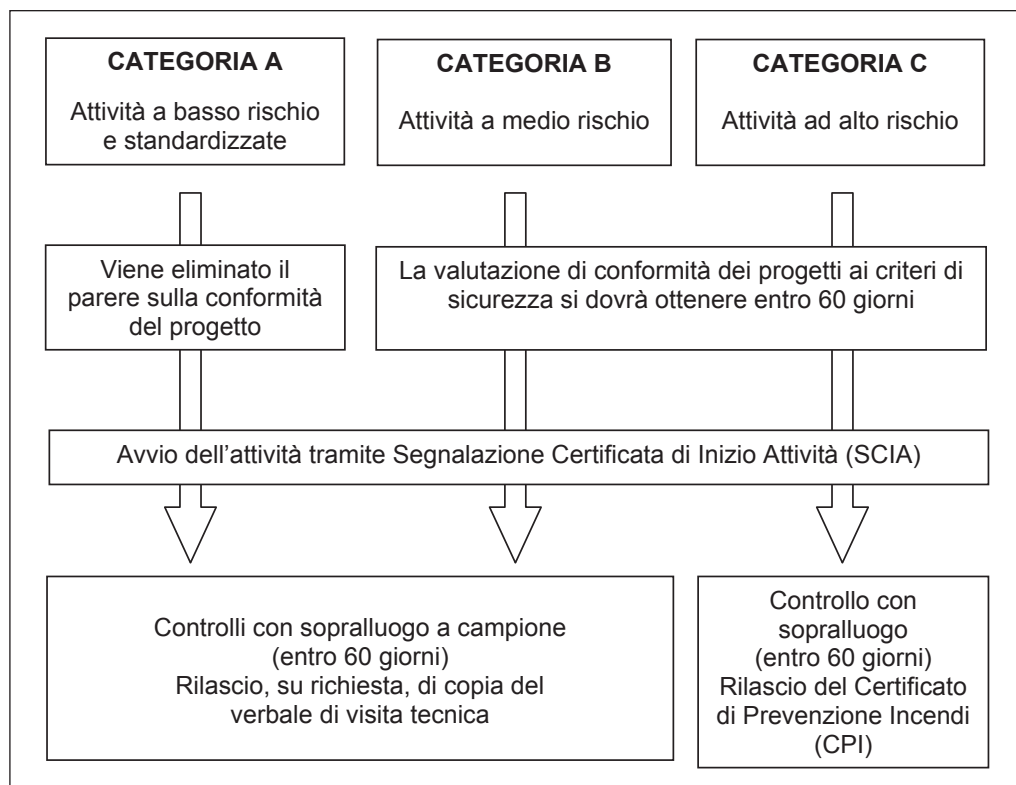 CATEGORIA A
Attività a basso rischio
e standardizzate
CATEGORIA B
Attività a medio rischio
CATEGORIA C
Attività ad alto rischio
Viene eliminato il
parere sulla conformità
del progetto
La valutazione di conformità dei progetti ai criteri di
sicurezza si dovrà ottenere entro 60 giorni
Avvio dell’attività tramite Segnalazione Certificata di Inizio Attività (SCIA)
Controlli con sopralluogo a campione
(entro 60 giorni)
Rilascio, su richiesta, di copia del
verbale di visita tecnica
Controllo con
sopralluogo
(entro 60 giorni)
Rilascio del Certificato
di Prevenzione Incendi
(CPI)